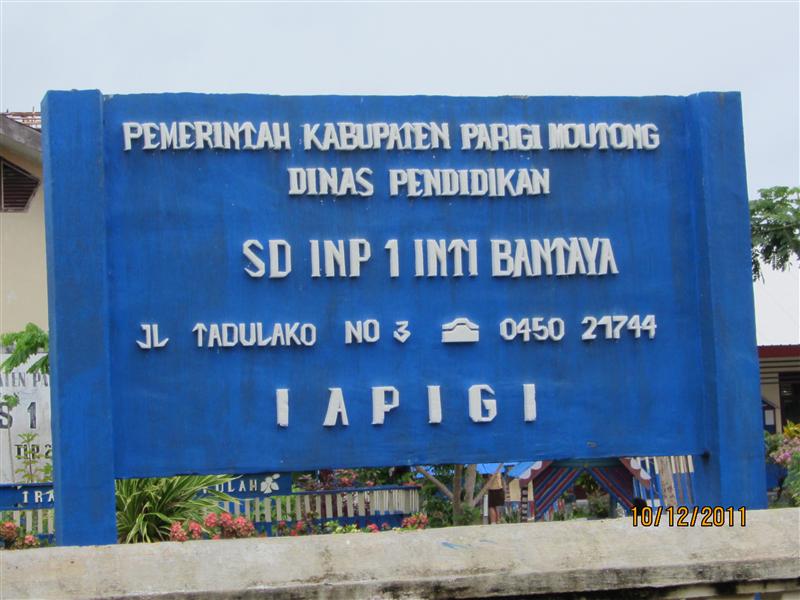 PEMERINTAH KABUPATEN PARIGI MOUTONG
DINAS PENDIDIKAN
SD INP 1 INTI BANTAYA
JL TADULAKO NO 3 0450 21744
I APIGI
10/12/2011